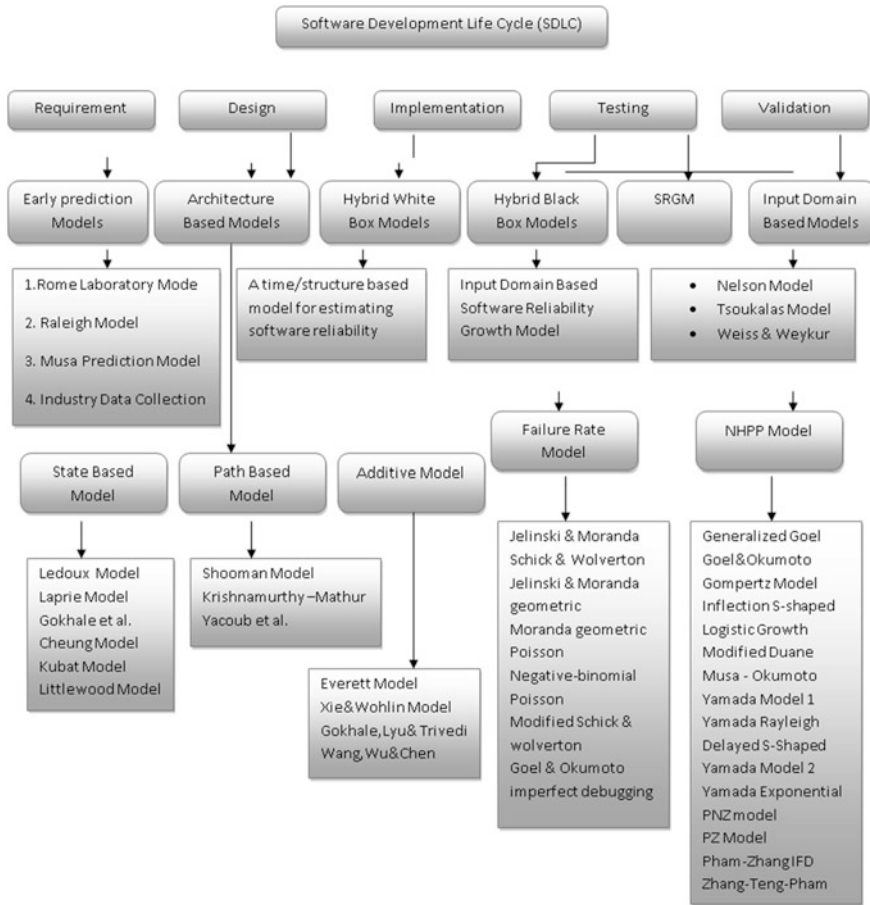 Software Development Life Cycle (SDLC)
Requirement
Design
Implementation
Testing
Validation
Early prediction
Models
Architecture
Based Models
Hybrid White
Box Models
Hybrid Black
Box Models
SRGM
Input Domain
Based Models
1.Rome Laboratory Mode
2. Raleigh Model
3. Musa Prediction Model
4. Industry Data Collection
A time/structure based
model for estimating
software reliability
Input Domain Based
Software Reliability
Growth Model
• Nelson Model
• Tsoukalas Model
• Weiss & Weykur
Failure Rate
Model
NHPP Model
State Based
Model
Path Based
Model
Additive Model
Ledoux Model
Laprie Model
Gokhale et al.
Cheung Model
Kubat Model
Littlewood Model
Shooman Model
Krishnamurthy –Mathur
Yacoub et al.
Everett Model
Xie&Wohlin Model
Gokhale,Lyu& Trivedi
Wang,Wu&Chen
Jelinski & Moranda
Schick & Wolverton
Jelinski & Moranda
geometric
Moranda geometric
Poisson
Negative-binomial
Poisson
Modified Schick &
wolverton
Goel & Okumoto
imperfect debugging
Generalized Goel
Goel&Okumoto
Gompertz Model
Inflection S-shaped
Logistic Growth
Modified Duane
Musa - Okumoto
Yamada Model 1
Yamada Rayleigh
Delayed S-Shaped
Yamada Model 2
Yamada Exponential
PNZ model
PZ Model
Pham-Zhang IFD
Zhang-Teng-Pham